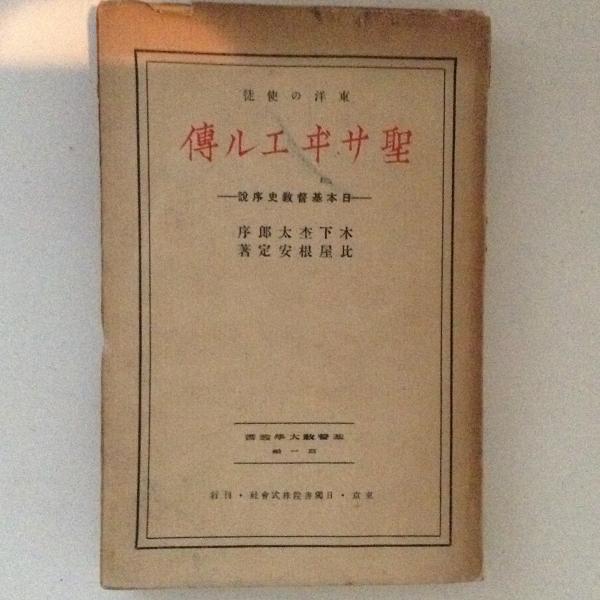 東洋の使徒
聖サヰエル傳
―日本基督敎史序說―
木下杢太郎序
比屋根安定著
基督敎大學叢書
第一編
東京・日獨書院株式會社・刊行